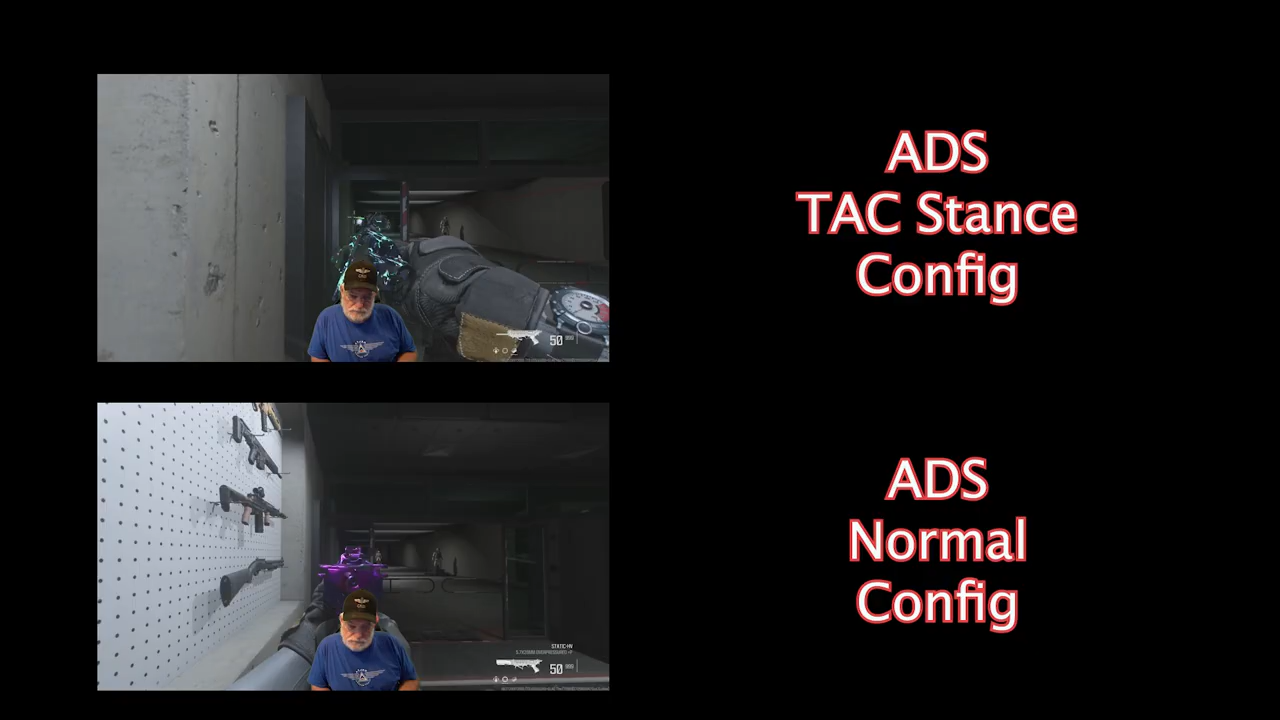 ADS
TAC Stance
Config
50
ADS
Normal
Config
STATIC-HV
50